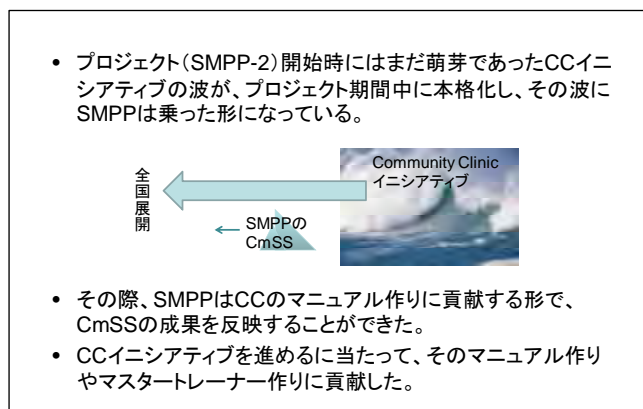 • プロジェクト(SMPP-2)開始時にはまだ萌芽であったCCイニ
シアティブの波が、プロジェクト期間中に本格化し、その波に
SMPPは乗った形になっている。
Community Clinic
イニシアティブ
全国展開
SMPPの
CmSS
• その際、SMPPはCCのマニュアル作りに貢献する形で、
CmSSの成果を反映することができた。
• CCイニシアティブを進めるに当たって、そのマニュアル作り
やマスタートレーナー作りに貢献した。